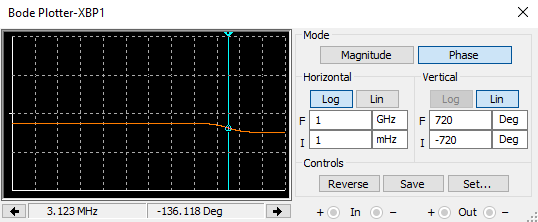 Bode Plotter-XBP1
Mode
Magnitude Phase
Horizontal Vertical
Log Lin Log Lin
F 1 GHz F 720 Deg
I 1 mHz I -720 Deg
Controls
Reverse Save Set...
3.123 MHz -136.118 Deg
+ In − + Out −